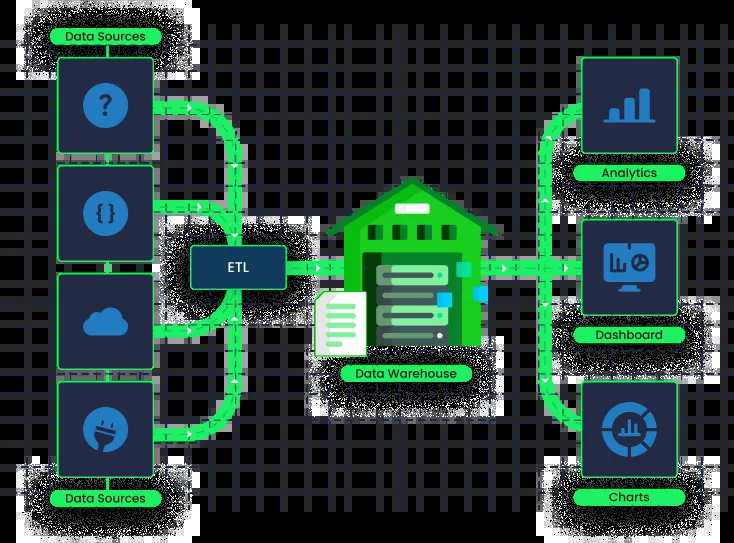 Data Sources
?
{ }
ETL
Data Sources
Data Warehouse
Analytics
Dashboard
Charts